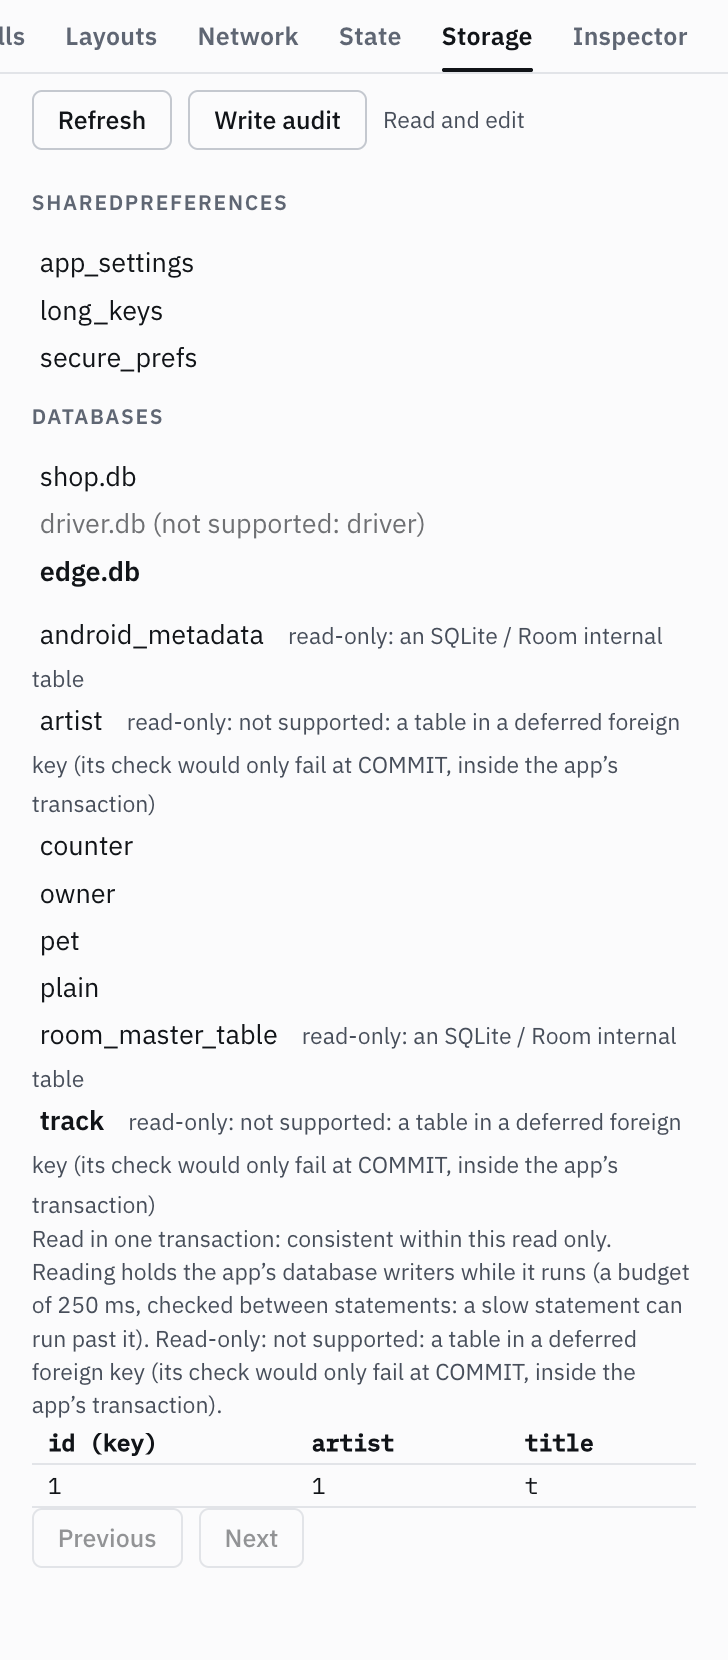 lls Layouts Network State Storage Inspector
Refresh Write audit Read and edit
SHAREDPREFERENCES
app_settings
long_keys
secure_prefs
DATABASES
shop.db
driver.db (not supported: driver)
edge.db
android_metadata read-only: an SQLite / Room internal
table
artist read-only: not supported: a table in a deferred foreign
key (its check would only fail at COMMIT, inside the app’s
transaction)
counter
owner
pet
plain
room_master_table read-only: an SQLite / Room internal
table
track read-only: not supported: a table in a deferred foreign
key (its check would only fail at COMMIT, inside the app’s
transaction)
Read in one transaction: consistent within this read only.
Reading holds the app’s database writers while it runs (a budget
of 250 ms, checked between statements: a slow statement can
run past it). Read-only: not supported: a table in a deferred
foreign key (its check would only fail at COMMIT, inside the
app’s transaction).
id (key) artist title
1 1 t
Previous Next